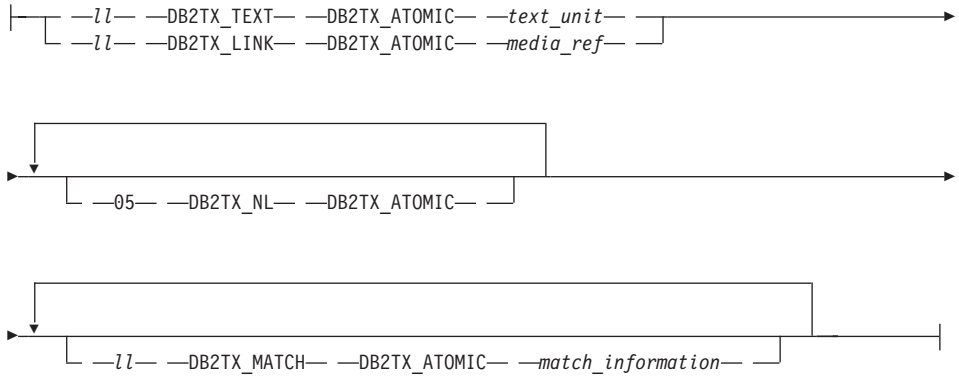 ll DB2TX_TEXT DB2TX_ATOMIC text_unit
ll DB2TX_LINK DB2TX_ATOMIC media_ref
05 DB2TX_NL DB2TX_ATOMIC
ll DB2TX_MATCH DB2TX_ATOMIC match_information